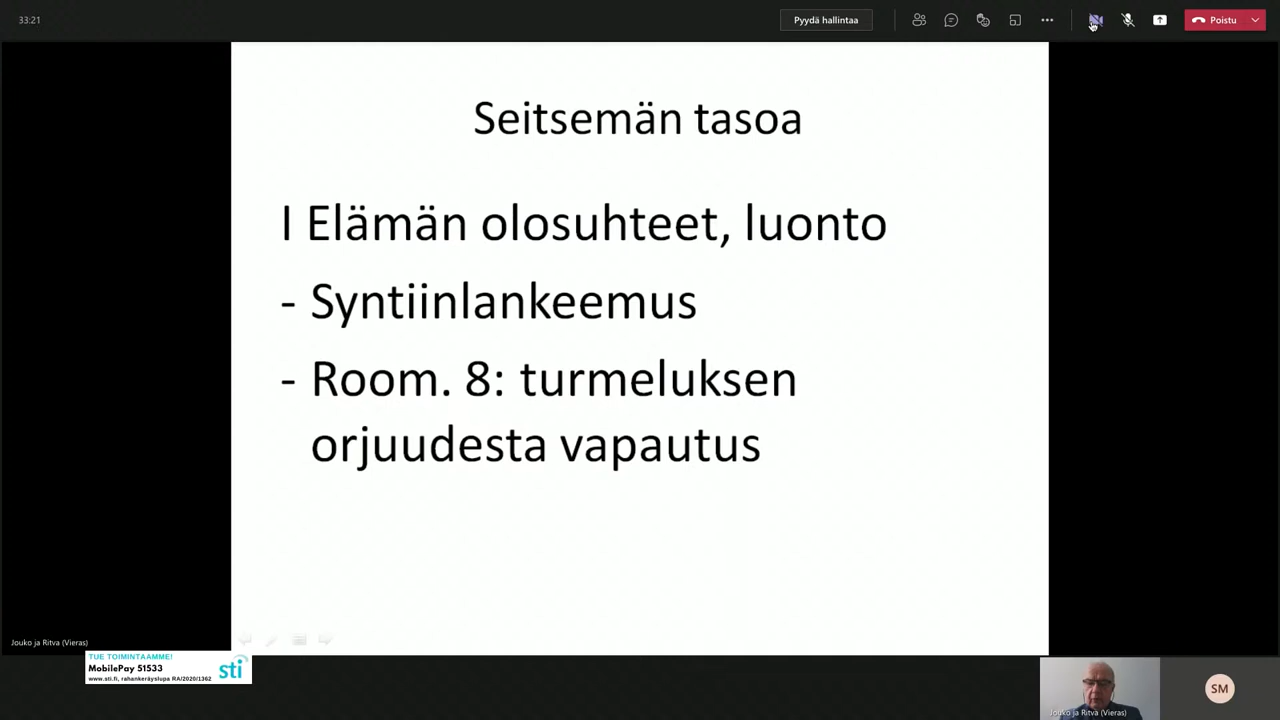 33:21
Pyydä hallintaa
Poistu
Seitsemän tasoa
I Elämän olosuhteet, luonto
- Syntiinlankeemus
- Room. 8: turmeluksen
orjuudesta vapautus
Jouko ja Ritva (Vieras)
TUE TOIMINTAAMME!
MobilePay 51533
www.sti.fi, rahankeräyslupa RA/2020/1362
sti
Jouko ja Ritva (Vieras)
SM